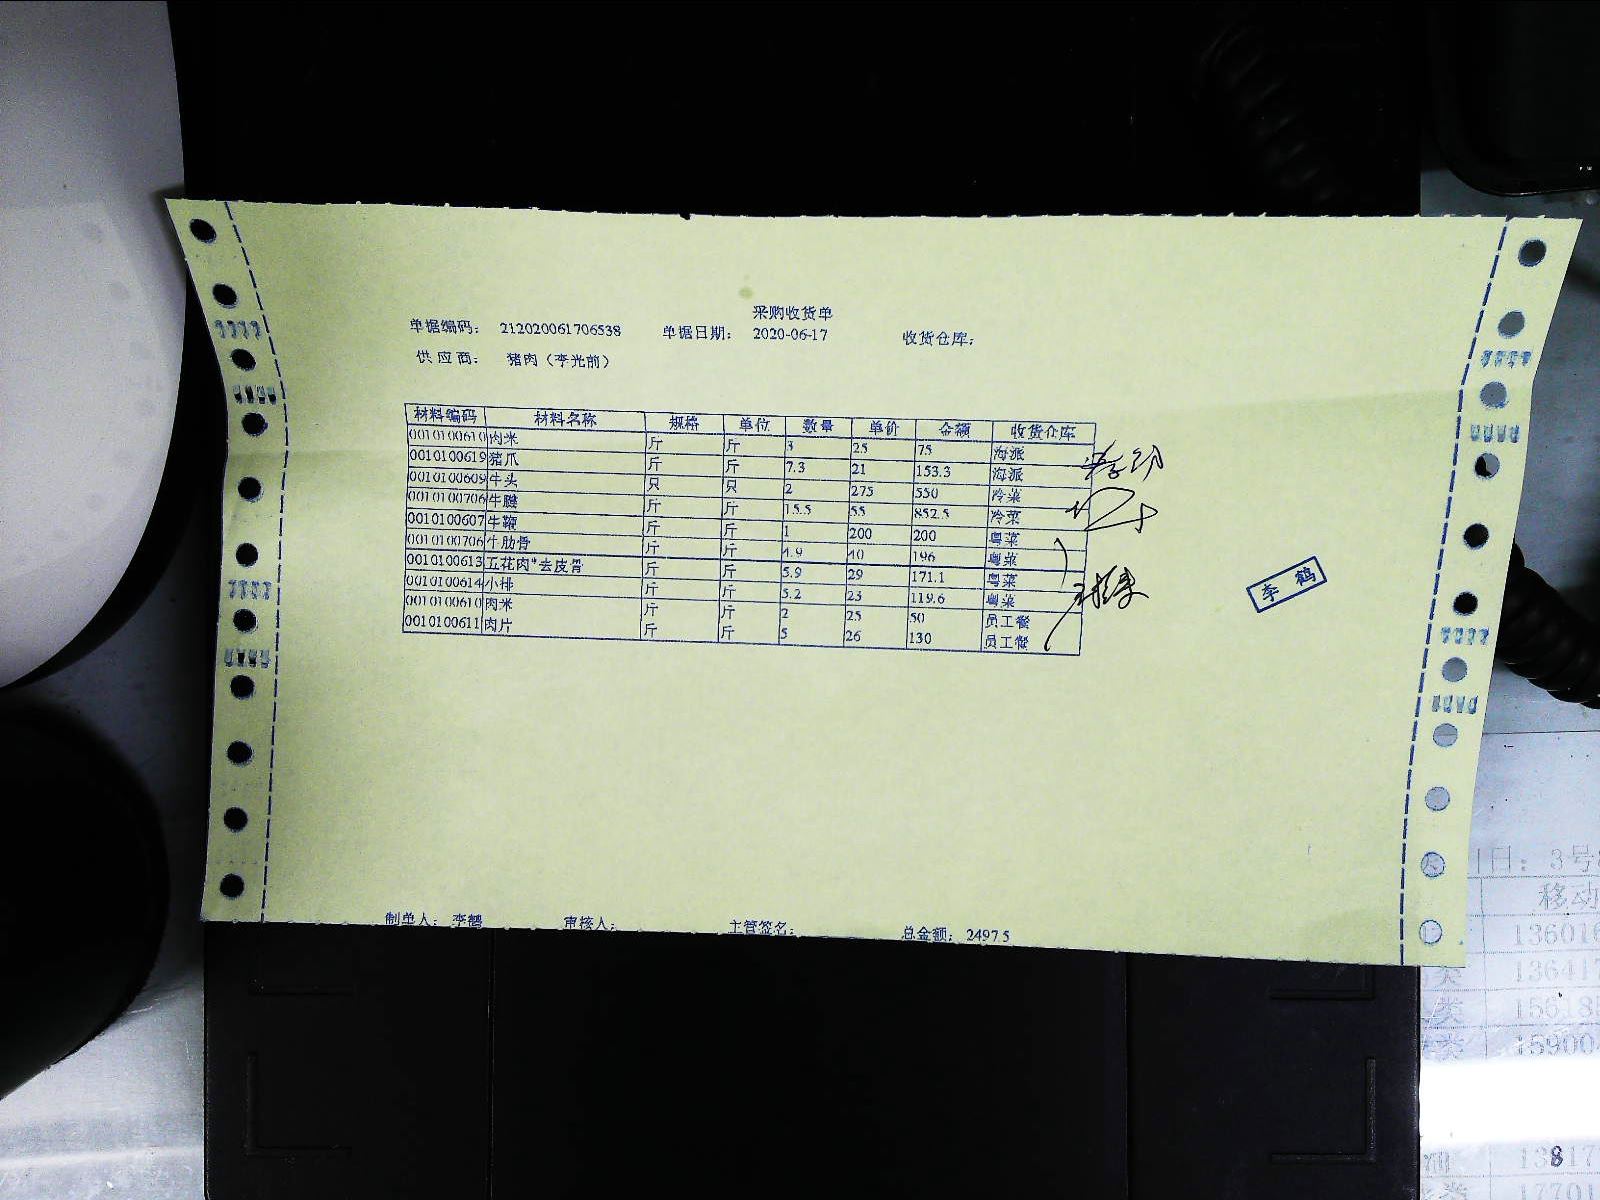 采购收货单
单据编码： 212020061706538 单据日期： 2020-06-17 收货仓库：
供应商： 猪肉（李光前）
材料编码 材料名称 规格 单位 数量 单价 金额 收货仓库
0010100610 肉米 斤 斤 3 25 75 海派
0010100619 猪爪 斤 斤 7.3 21 153.3 海派
0010100609 牛头 只 只 2 275 550 冷菜
0010100706 牛腱 斤 斤 15.5 55 852.5 冷菜
0010100607 牛鞭 斤 斤 1 200 200 粤菜
0010100706 牛肋骨 斤 斤 4.9 40 196 粤菜
0010100613 五花肉*去皮骨 斤 斤 5.9 29 171.1 粤菜
0010100614 小排 斤 斤 5.2 23 119.6 粤菜
0010100610 肉米 斤 斤 2 25 50 员工餐
0010100611 肉片 斤 斤 5 26 130 员工餐
李鹤
制单人： 李鹤 审核人： 主管签名： 总金额： 2497.5
日：3号
移动
13601
13641
1561
15900